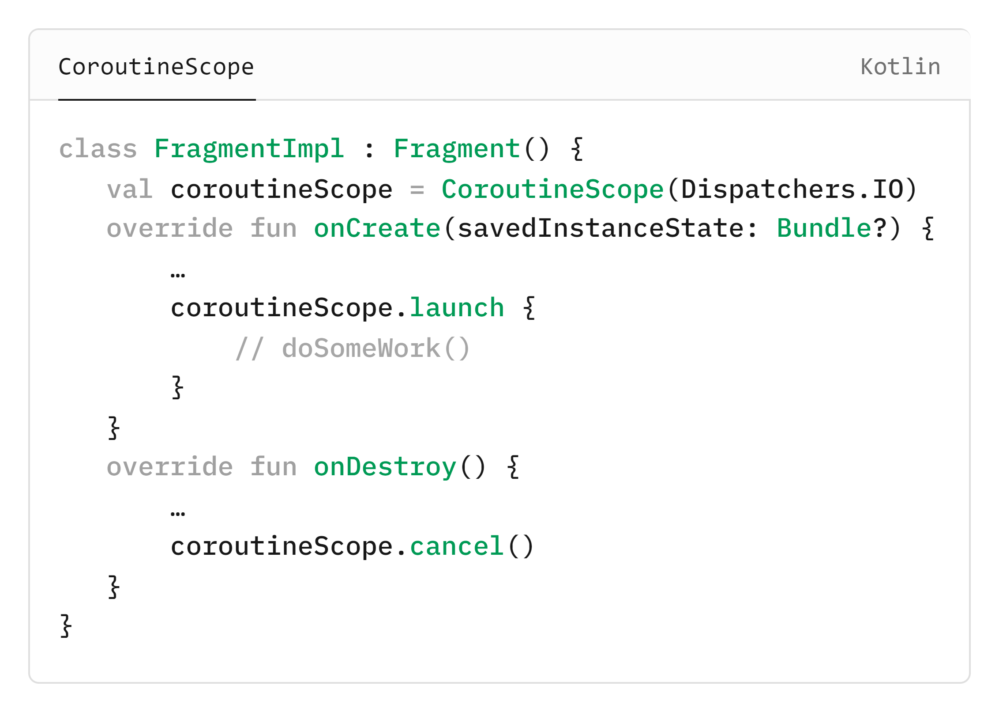 CoroutineScope
Kotlin
class FragmentImpl : Fragment() {
   val coroutineScope = CoroutineScope(Dispatchers.IO)
   override fun onCreate(savedInstanceState: Bundle?) {
       …
       coroutineScope.launch {
           // doSomeWork()
       }
   }
   override fun onDestroy() {
       …
       coroutineScope.cancel()
   }
}